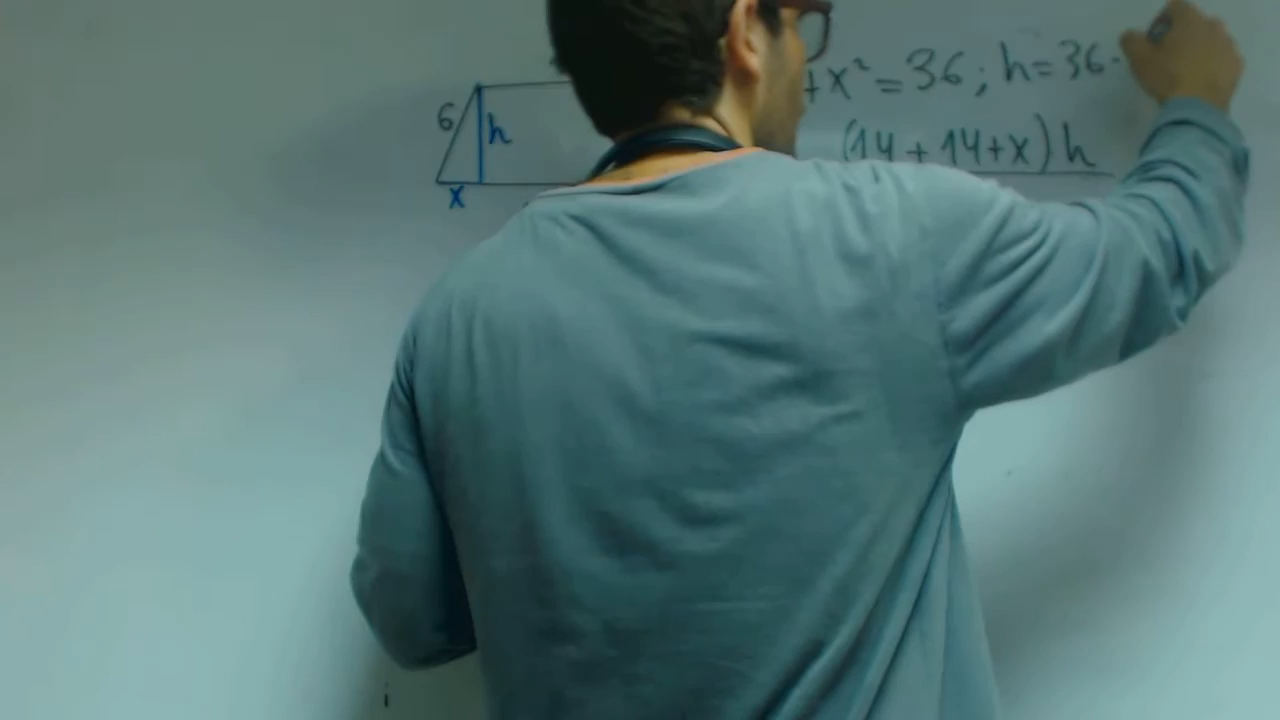 +x²=36; h=36-
6
h
(14+14+x)h
x